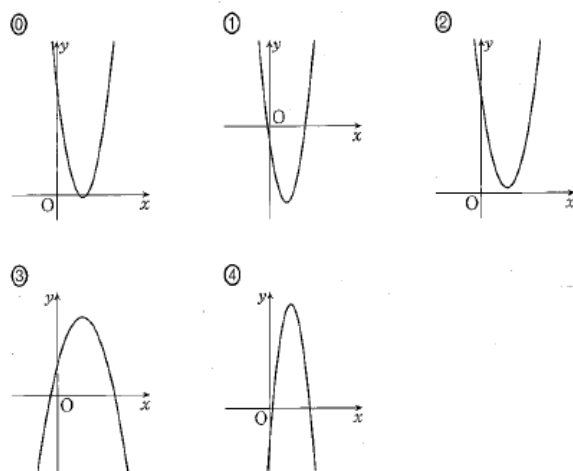 ⓪ ① ②
y y y
O
O x x O x
③ ④
y y
O x O x